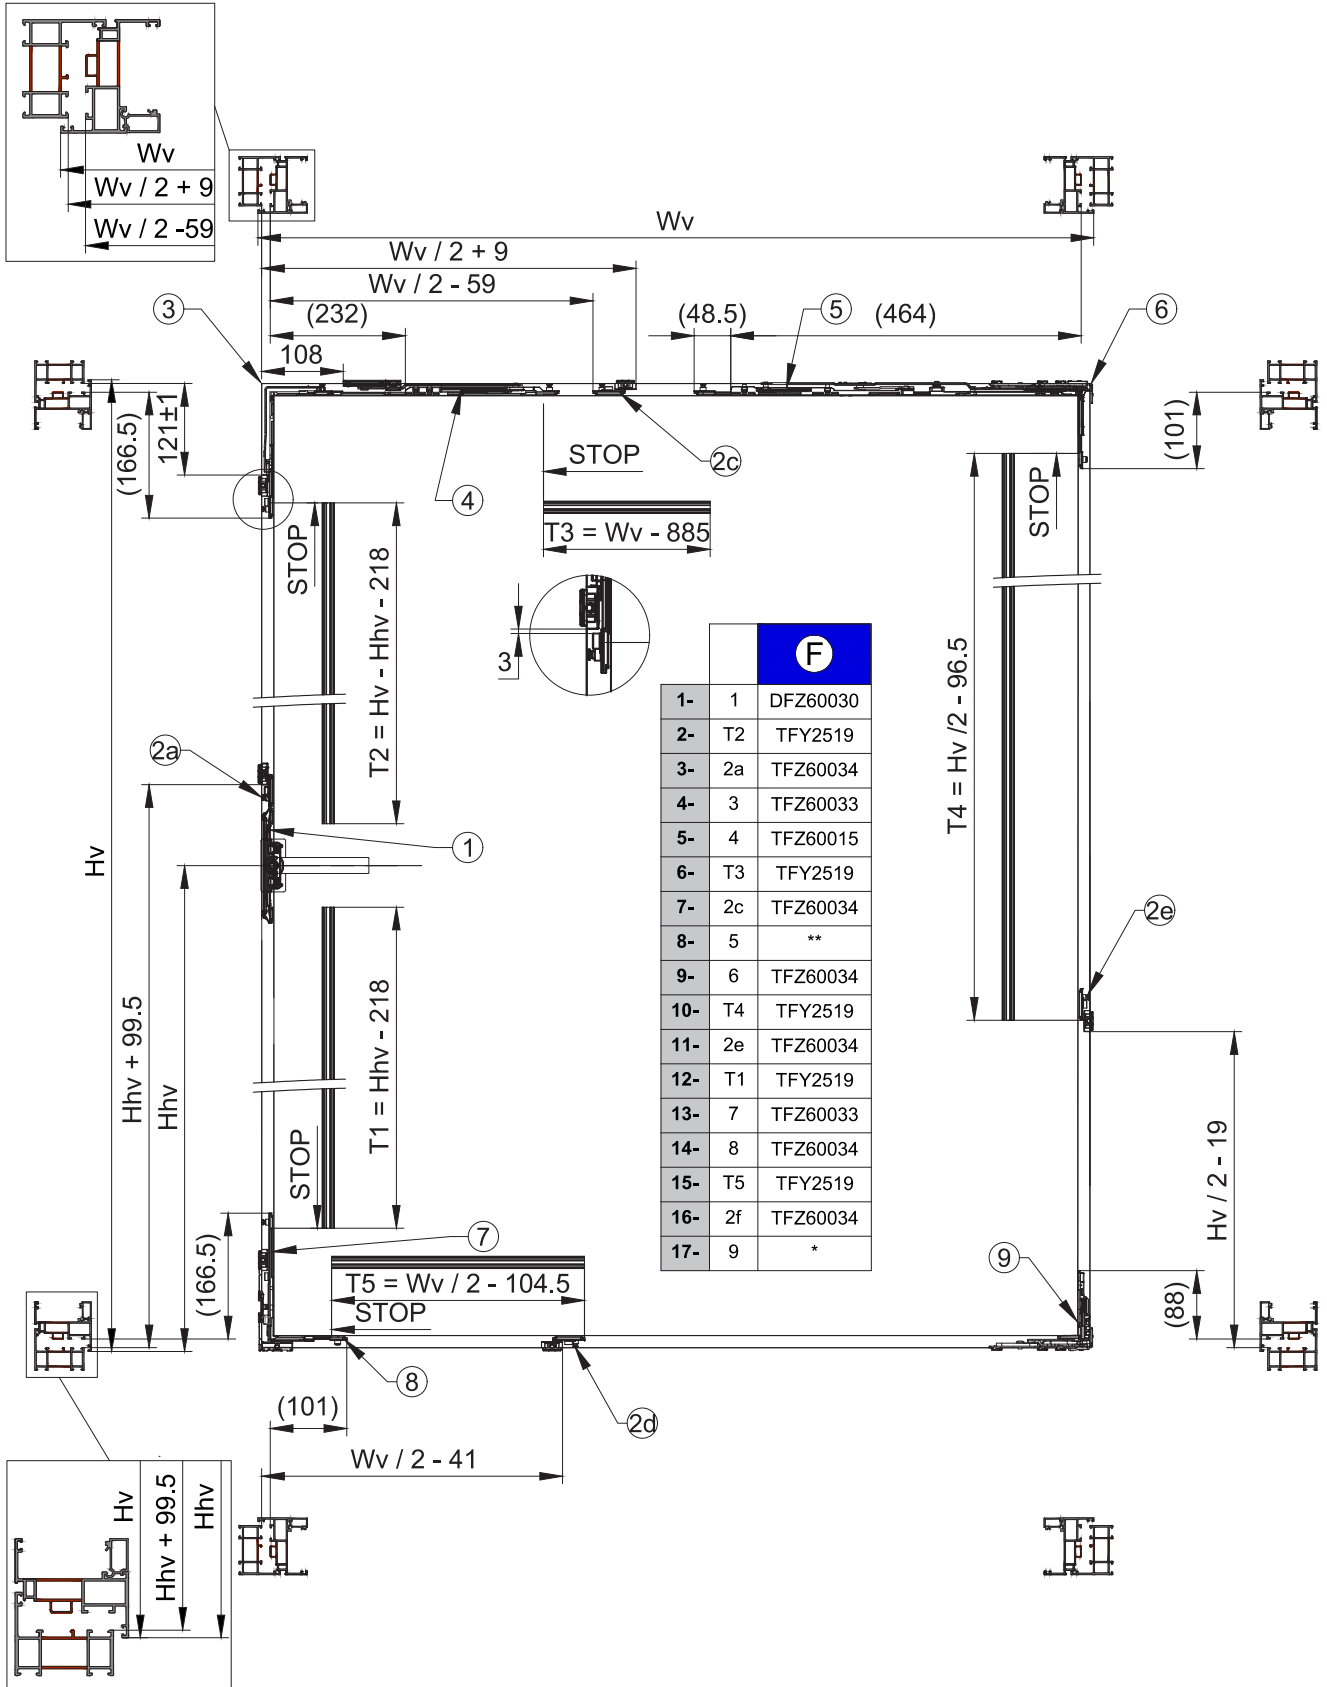 Wv
Wv / 2 + 9
Wv / 2 -59
Wv
Wv / 2 + 9
Wv / 2 - 59
(232)
(48.5)
5
(464)
3
6
108
(166.5)
121±1
(101)
STOP
2c
4
STOP
STOP
T3 = Wv - 885
T2 = Hv - Hhv - 218
3
T4 = Hv /2 - 96.5
F
1- 1 DFZ60030
2- T2 TFY2519
3- 2a TFZ60034
4- 3 TFZ60033
5- 4 TFZ60015
6- T3 TFY2519
7- 2c TFZ60034
8- 5 **
9- 6 TFZ60034
10- T4 TFY2519
11- 2e TFZ60034
12- T1 TFY2519
13- 7 TFZ60033
14- 8 TFZ60034
15- T5 TFY2519
16- 2f TFZ60034
17- 9 *
2a
1
Hv
Hhv + 99.5
Hhv
2e
T1 = Hhv - 218
STOP
Hv / 2 - 19
(166.5)
7
T5 = Wv / 2 - 104.5
STOP
9
(88)
8
(101)
2d
Wv / 2 - 41
Hv
Hhv + 99.5
Hhv